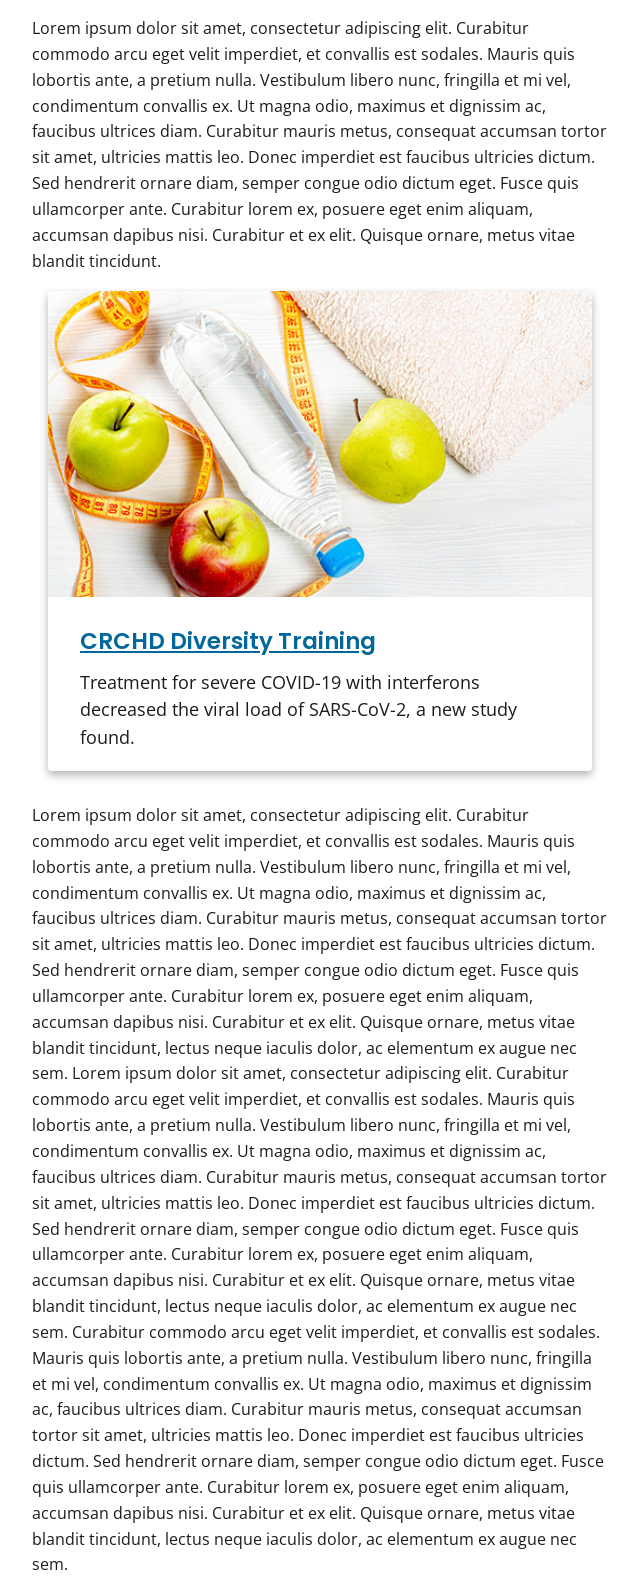 Lorem ipsum dolor sit amet, consectetur adipiscing elit. Curabitur
commodo arcu eget velit imperdiet, et convallis est sodales. Mauris quis
lobortis ante, a pretium nulla. Vestibulum libero nunc, fringilla et mi vel,
condimentum convallis ex. Ut magna odio, maximus et dignissim ac,
faucibus ultrices diam. Curabitur mauris metus, consequat accumsan tortor
sit amet, ultricies mattis leo. Donec imperdiet est faucibus ultricies dictum.
Sed hendrerit ornare diam, semper congue odio dictum eget. Fusce quis
ullamcorper ante. Curabitur lorem ex, posuere eget enim aliquam,
accumsan dapibus nisi. Curabitur et ex elit. Quisque ornare, metus vitae
blandit tincidunt.
40
41
42
138
139
140
82
81
80
79
78
77
CRCHD Diversity Training
Treatment for severe COVID-19 with interferons
decreased the viral load of SARS-CoV-2, a new study
found.
Lorem ipsum dolor sit amet, consectetur adipiscing elit. Curabitur
commodo arcu eget velit imperdiet, et convallis est sodales. Mauris quis
lobortis ante, a pretium nulla. Vestibulum libero nunc, fringilla et mi vel,
condimentum convallis ex. Ut magna odio, maximus et dignissim ac,
faucibus ultrices diam. Curabitur mauris metus, consequat accumsan tortor
sit amet, ultricies mattis leo. Donec imperdiet est faucibus ultricies dictum.
Sed hendrerit ornare diam, semper congue odio dictum eget. Fusce quis
ullamcorper ante. Curabitur lorem ex, posuere eget enim aliquam,
accumsan dapibus nisi. Curabitur et ex elit. Quisque ornare, metus vitae
blandit tincidunt, lectus neque iaculis dolor, ac elementum ex augue nec
sem. Lorem ipsum dolor sit amet, consectetur adipiscing elit. Curabitur
commodo arcu eget velit imperdiet, et convallis est sodales. Mauris quis
lobortis ante, a pretium nulla. Vestibulum libero nunc, fringilla et mi vel,
condimentum convallis ex. Ut magna odio, maximus et dignissim ac,
faucibus ultrices diam. Curabitur mauris metus, consequat accumsan tortor
sit amet, ultricies mattis leo. Donec imperdiet est faucibus ultricies dictum.
Sed hendrerit ornare diam, semper congue odio dictum eget. Fusce quis
ullamcorper ante. Curabitur lorem ex, posuere eget enim aliquam,
accumsan dapibus nisi. Curabitur et ex elit. Quisque ornare, metus vitae
blandit tincidunt, lectus neque iaculis dolor, ac elementum ex augue nec
sem. Curabitur commodo arcu eget velit imperdiet, et convallis est sodales.
Mauris quis lobortis ante, a pretium nulla. Vestibulum libero nunc, fringilla
et mi vel, condimentum convallis ex. Ut magna odio, maximus et dignissim
ac, faucibus ultrices diam. Curabitur mauris metus, consequat accumsan
tortor sit amet, ultricies mattis leo. Donec imperdiet est faucibus ultricies
dictum. Sed hendrerit ornare diam, semper congue odio dictum eget. Fusce
quis ullamcorper ante. Curabitur lorem ex, posuere eget enim aliquam,
accumsan dapibus nisi. Curabitur et ex elit. Quisque ornare, metus vitae
blandit tincidunt, lectus neque iaculis dolor, ac elementum ex augue nec
sem.